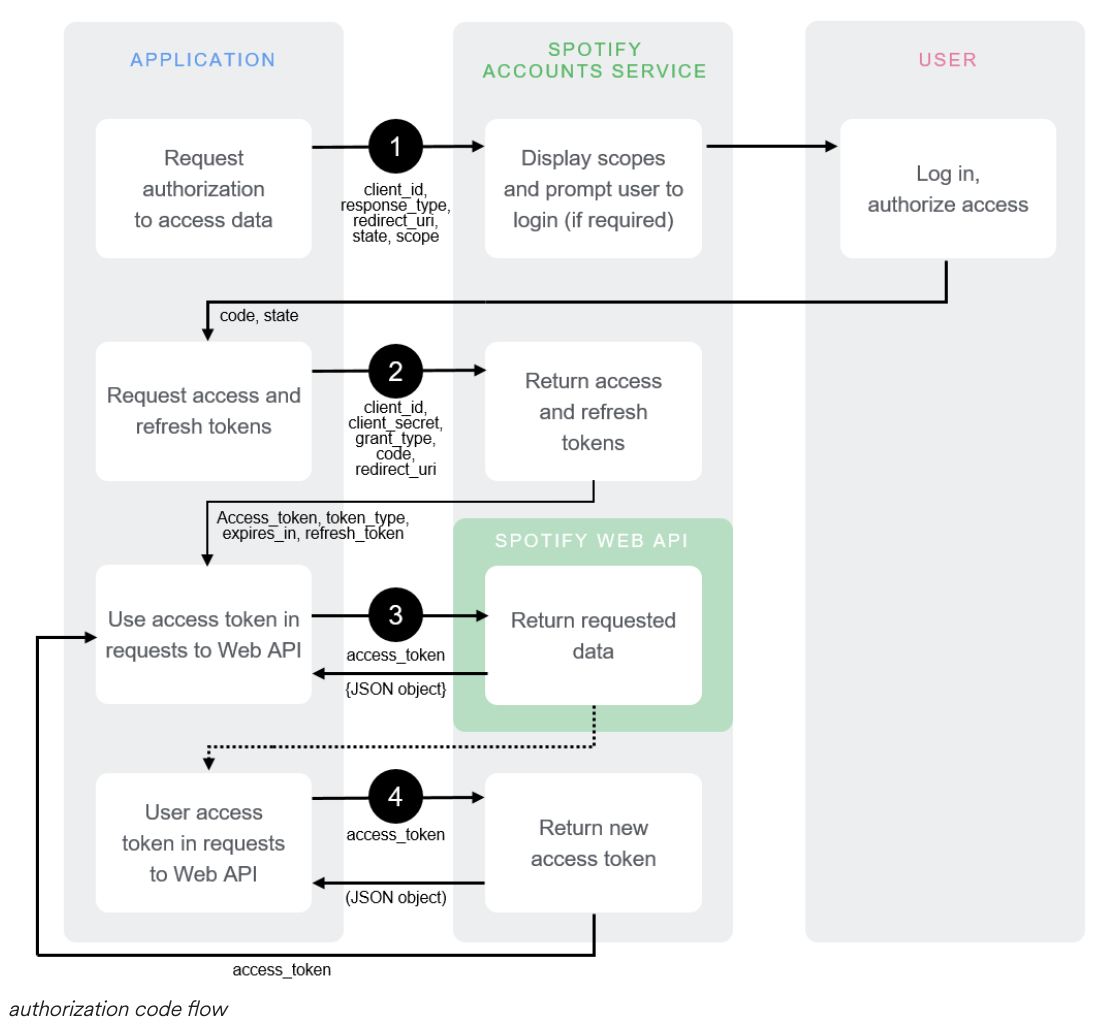 APPLICATION
SPOTIFY
ACCOUNTS SERVICE
USER
Request
authorization
to access data
1
client_id,
response_type,
redirect_uri,
state, scope
Display scopes
and prompt user to
login (if required)
Log in,
authorize access
code, state
Request access and
refresh tokens
2
client_id,
client_secret,
grant_type,
code,
redirect_uri
Return access
and refresh
tokens
Access_token, token_type,
expires_in, refresh_token
SPOTIFY WEB API
Use access token in
requests to Web API
3
access_token
{JSON object}
Return requested
data
User access
token in requests
to Web API
4
access_token
(JSON object)
Return new
access token
access_token
authorization code flow